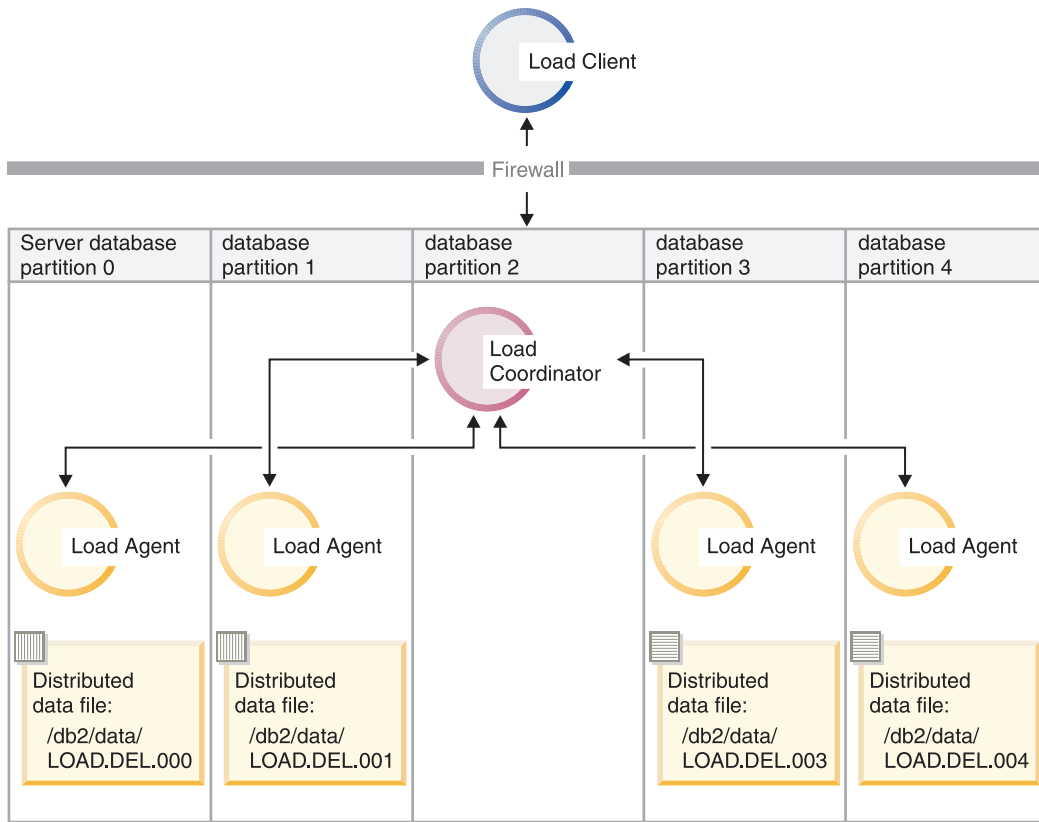 Load Client
Firewall
Server database
partition 0
database
partition 1
database
partition 2
database
partition 3
database
partition 4
Load
Coordinator
Load Agent
Load Agent
Load Agent
Load Agent
Distributed
data file:
/db2/data/
LOAD.DEL.000
Distributed
data file:
/db2/data/
LOAD.DEL.001
Distributed
data file:
/db2/data/
LOAD.DEL.003
Distributed
data file:
/db2/data/
LOAD.DEL.004